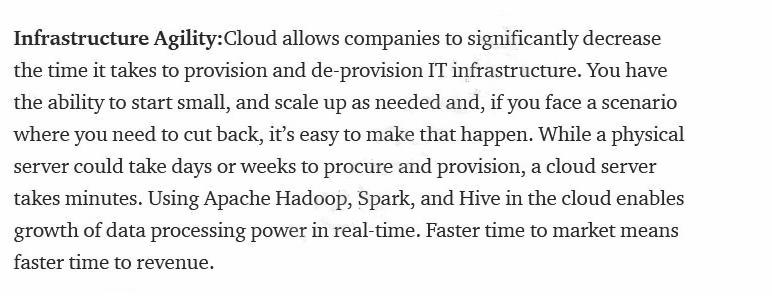 Infrastructure Agility:Cloud allows companies to significantly decrease
the time it takes to provision and de-provision IT infrastructure. You have
the ability to start small, and scale up as needed and, if you face a scenario
where you need to cut back, it’s easy to make that happen. While a physical
server could take days or weeks to procure and provision, a cloud server
takes minutes. Using Apache Hadoop, Spark, and Hive in the cloud enables
growth of data processing power in real-time. Faster time to market means
faster time to revenue.